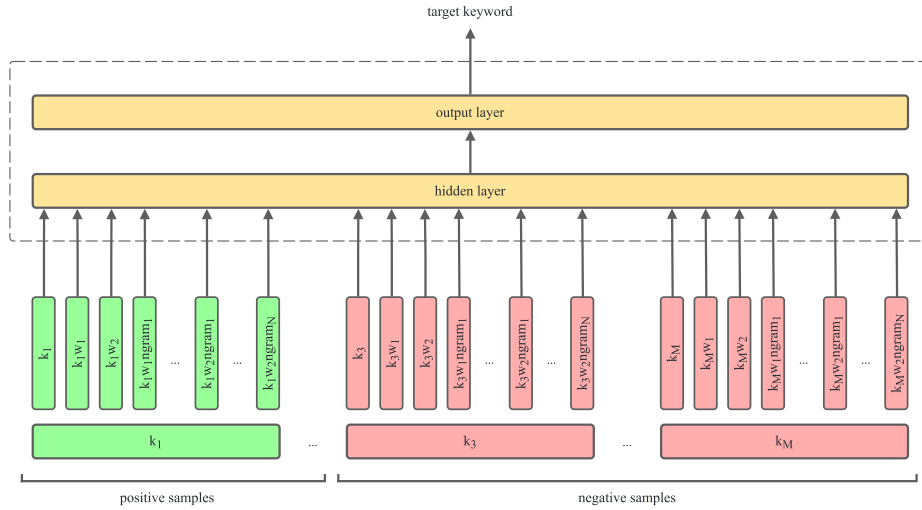 target keyword
output layer
hidden layer
k1 k1w1 k1w2 k1w1ngram1 ... k1w2ngram1 ... k1w2ngramN k3 k3w1 k3w2 k3w1ngram1 ... k3w2ngram1 ... k3w2ngramN kM kMw1 kMw2 kMw1ngram1 ... kMw2ngram1 ... kMw2ngramN
k1 ... k3 ... kM
positive samples negative samples